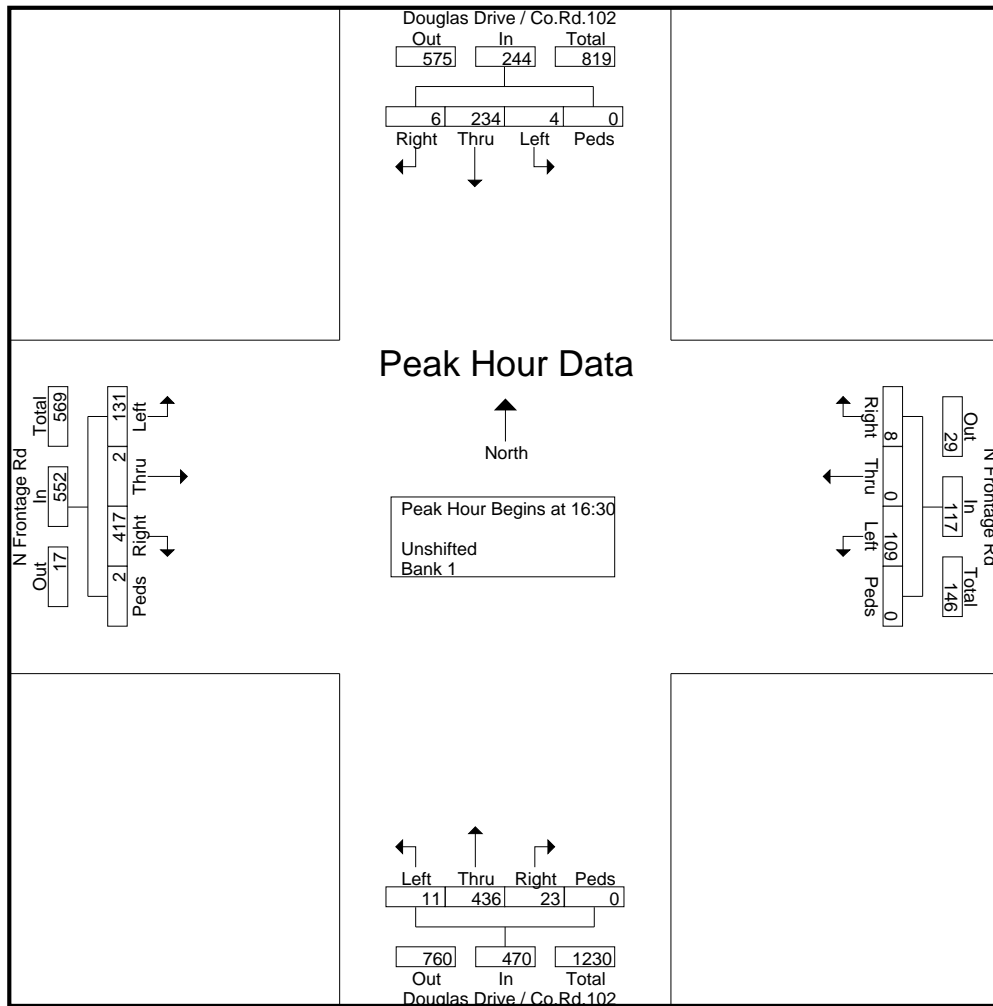 Douglas Drive / Co.Rd.102
Out In Total
575 244 819
6 234 4 0
Right Thru Left Peds
Peak Hour Data
North
Peak Hour Begins at 16:30
Unshifted
Bank 1
N Frontage Rd
Out In Total
17 552 569
2 417 2 131
Peds Right Thru Left
N Frontage Rd
Out In Total
29 117 146
8 0 109 0
Right Thru Left Peds
Left Thru Right Peds
11 436 23 0
760 470 1230
Out In Total
Douglas Drive / Co.Rd.102